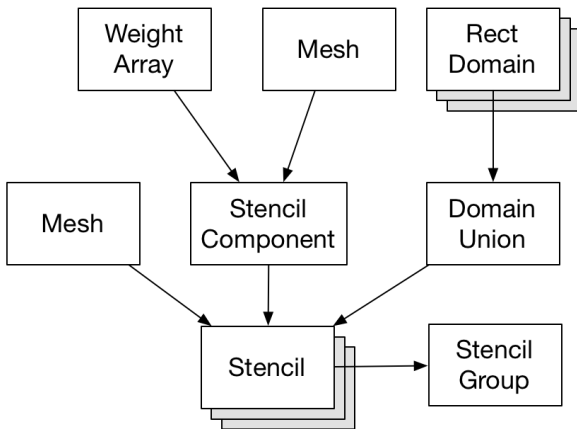 Weight
Array
Mesh
Rect
Domain
Mesh
Stencil
Component
Domain
Union
Stencil
Stencil
Group